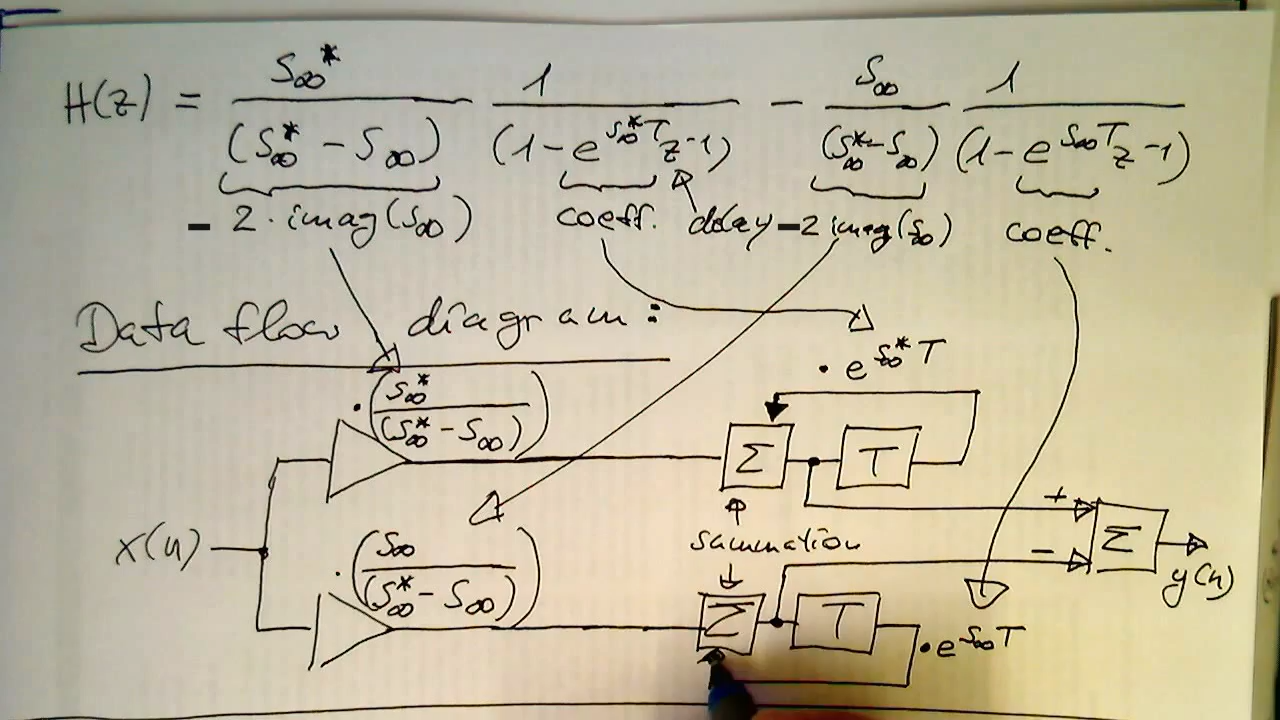 H(z) = S∞* / (S∞* - S∞) 1 / (1 - e^{S∞*T} z^{-1}) - S∞ / (S∞* - S∞) 1 / (1 - e^{S∞T} z^{-1})
- 2 · imag(S∞) coeff. delay - 2 imag(S∞) coeff.
Data flow diagram:
· e^{S∞*T}
· (S∞* / (S∞* - S∞))
Σ T
+
x(n) · (S∞ / (S∞* - S∞)) summation - Σ y(n)
Σ T · e^{S∞T}